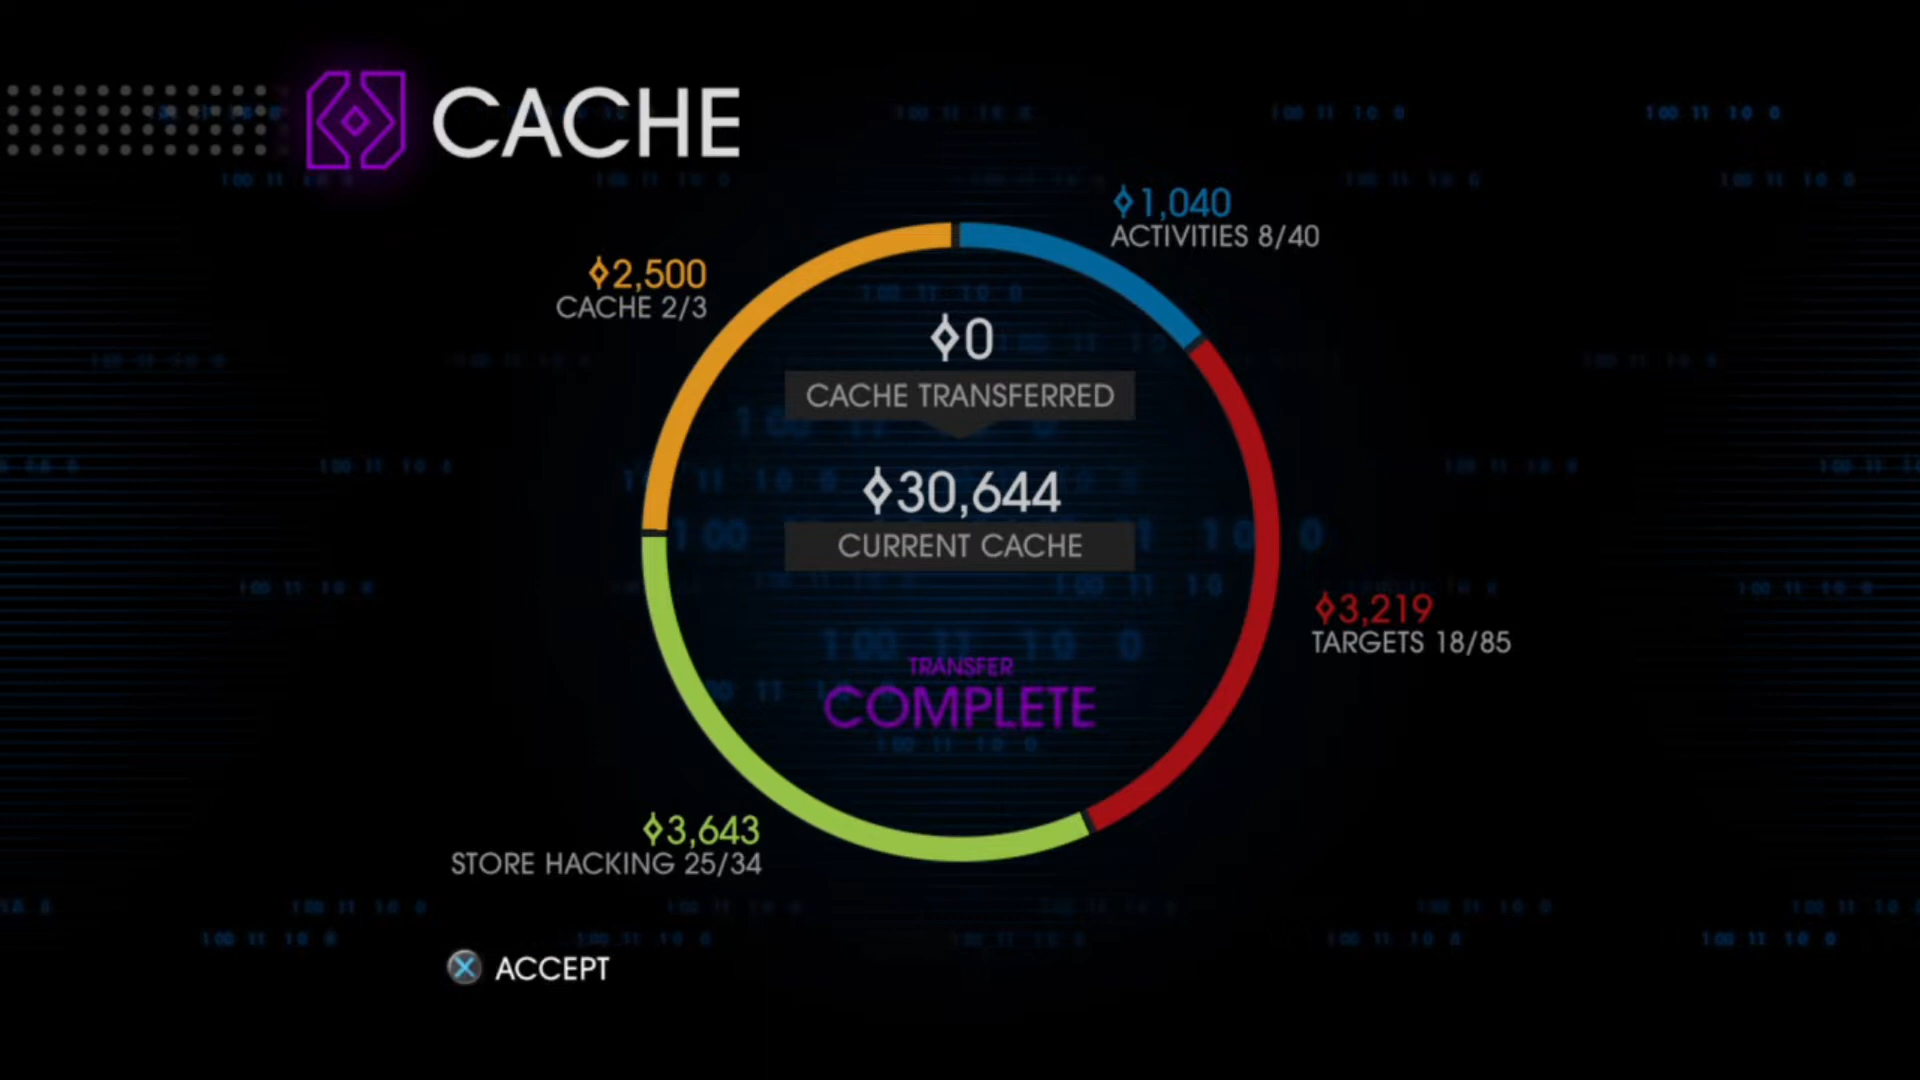 CACHE
1,040
ACTIVITIES 8/40
2,500
CACHE 2/3
0
CACHE TRANSFERRED
30,644
CURRENT CACHE
3,219
TARGETS 18/85
TRANSFER
COMPLETE
3,643
STORE HACKING 25/34
ACCEPT